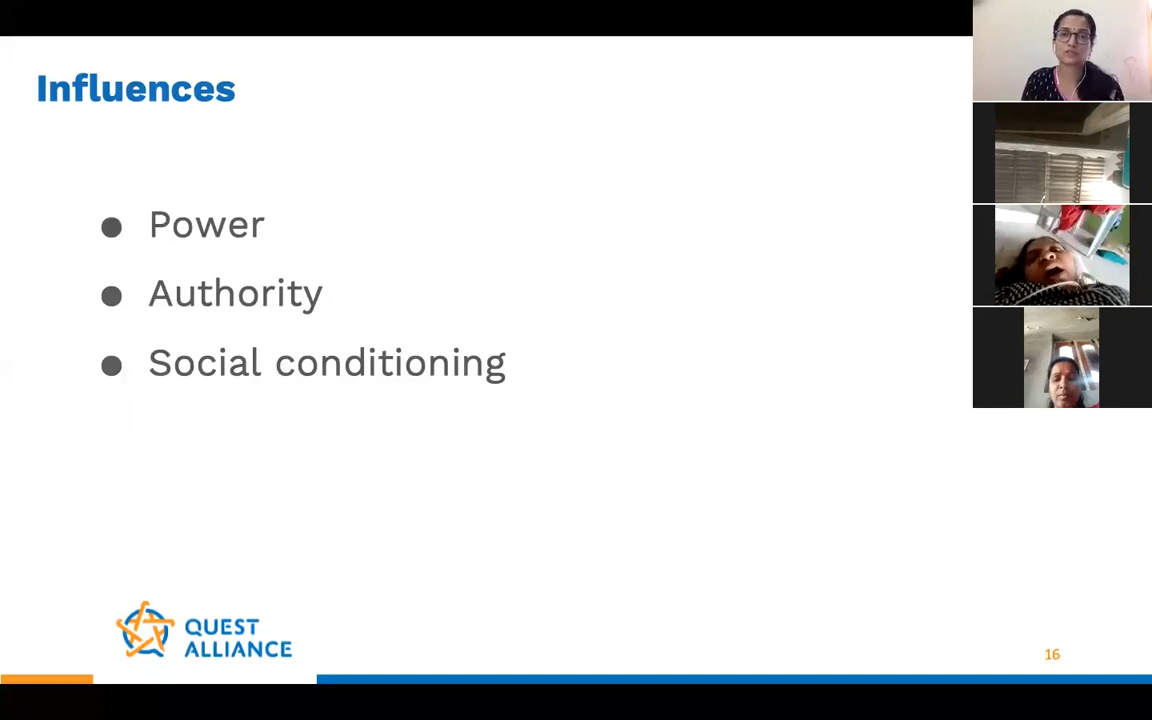 Influences
● Power
● Authority
● Social conditioning
QUEST
ALLIANCE
16